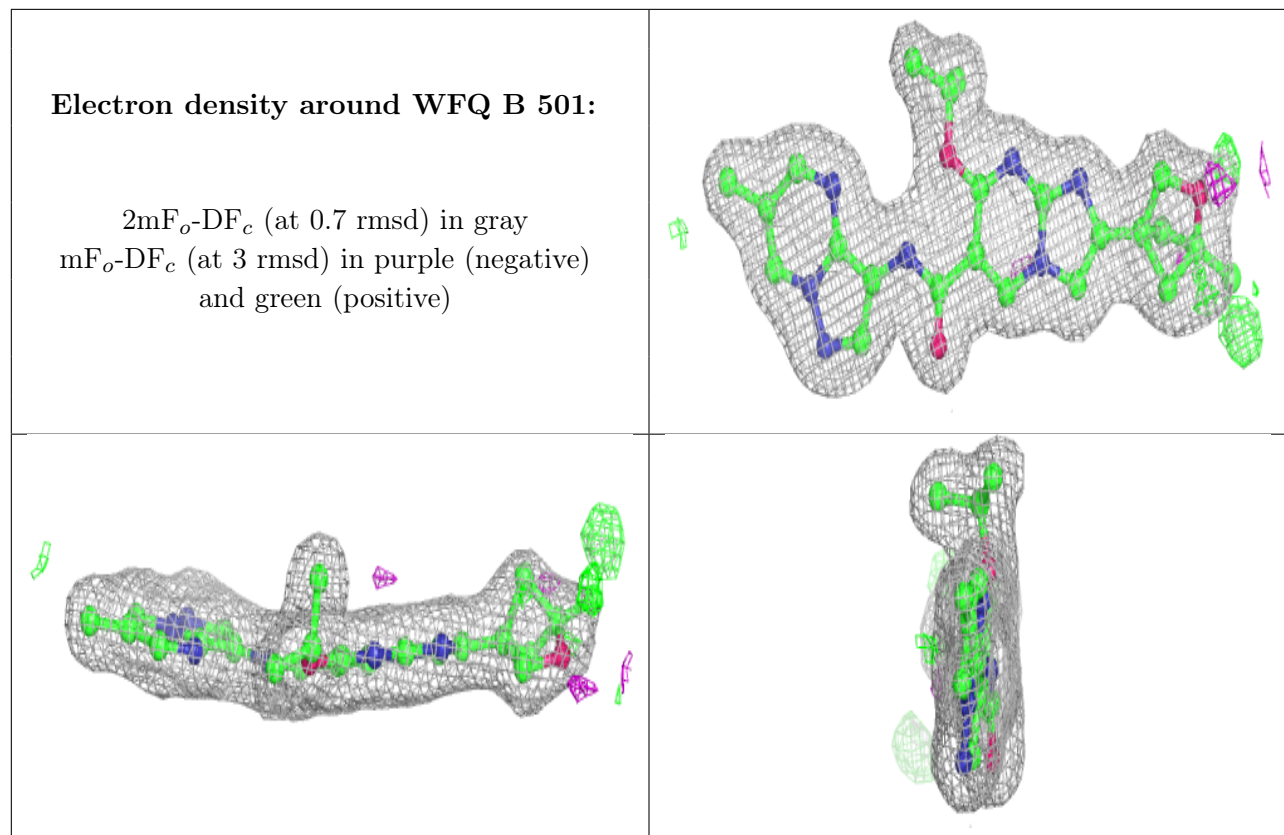 Electron density around WFQ B 501:
2mFo-DFc (at 0.7 rmsd) in gray
mFo-DFc (at 3 rmsd) in purple (negative)
and green (positive)